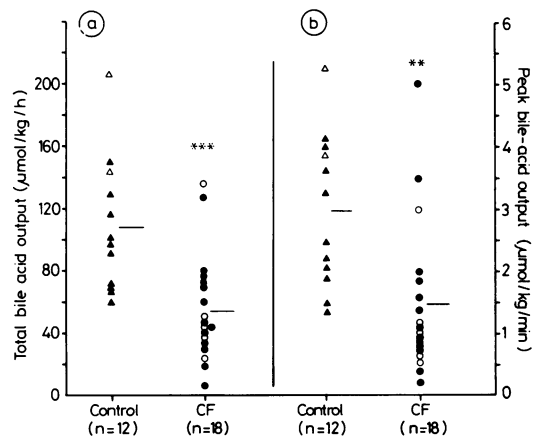 a
b
Total bile acid output (μmol/kg/h)
200
160
120
80
40
0
***
**
6
5
4
3
2
1
0
Peak bile-acid output (μmol/kg/min)
Control CF Control CF
(n=12) (n=18) (n=12) (n=18)